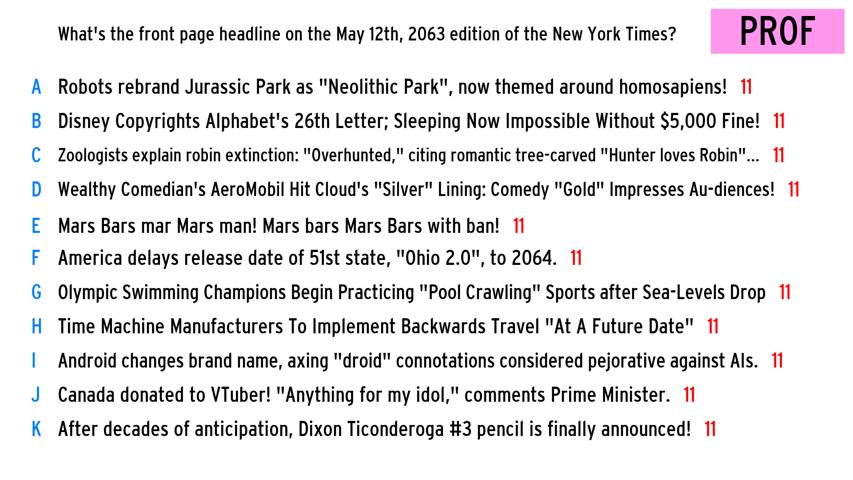 What's the front page headline on the May 12th, 2063 edition of the New York Times?
PROF
A Robots rebrand Jurassic Park as "Neolithic Park", now themed around homosapiens! 11
B Disney Copyrights Alphabet's 26th Letter; Sleeping Now Impossible Without $5,000 Fine! 11
C Zoologists explain robin extinction: "Overhunted," citing romantic tree-carved "Hunter loves Robin"... 11
D Wealthy Comedian's AeroMobil Hit Cloud's "Silver" Lining: Comedy "Gold" Impresses Au-diences! 11
E Mars Bars mar Mars man! Mars bars Mars Bars with ban! 11
F America delays release date of 51st state, "Ohio 2.0", to 2064. 11
G Olympic Swimming Champions Begin Practicing "Pool Crawling" Sports after Sea-Levels Drop 11
H Time Machine Manufacturers To Implement Backwards Travel "At A Future Date" 11
I Android changes brand name, axing "droid" connotations considered pejorative against AIs. 11
J Canada donated to VTuber! "Anything for my idol," comments Prime Minister. 11
K After decades of anticipation, Dixon Ticonderoga #3 pencil is finally announced! 11